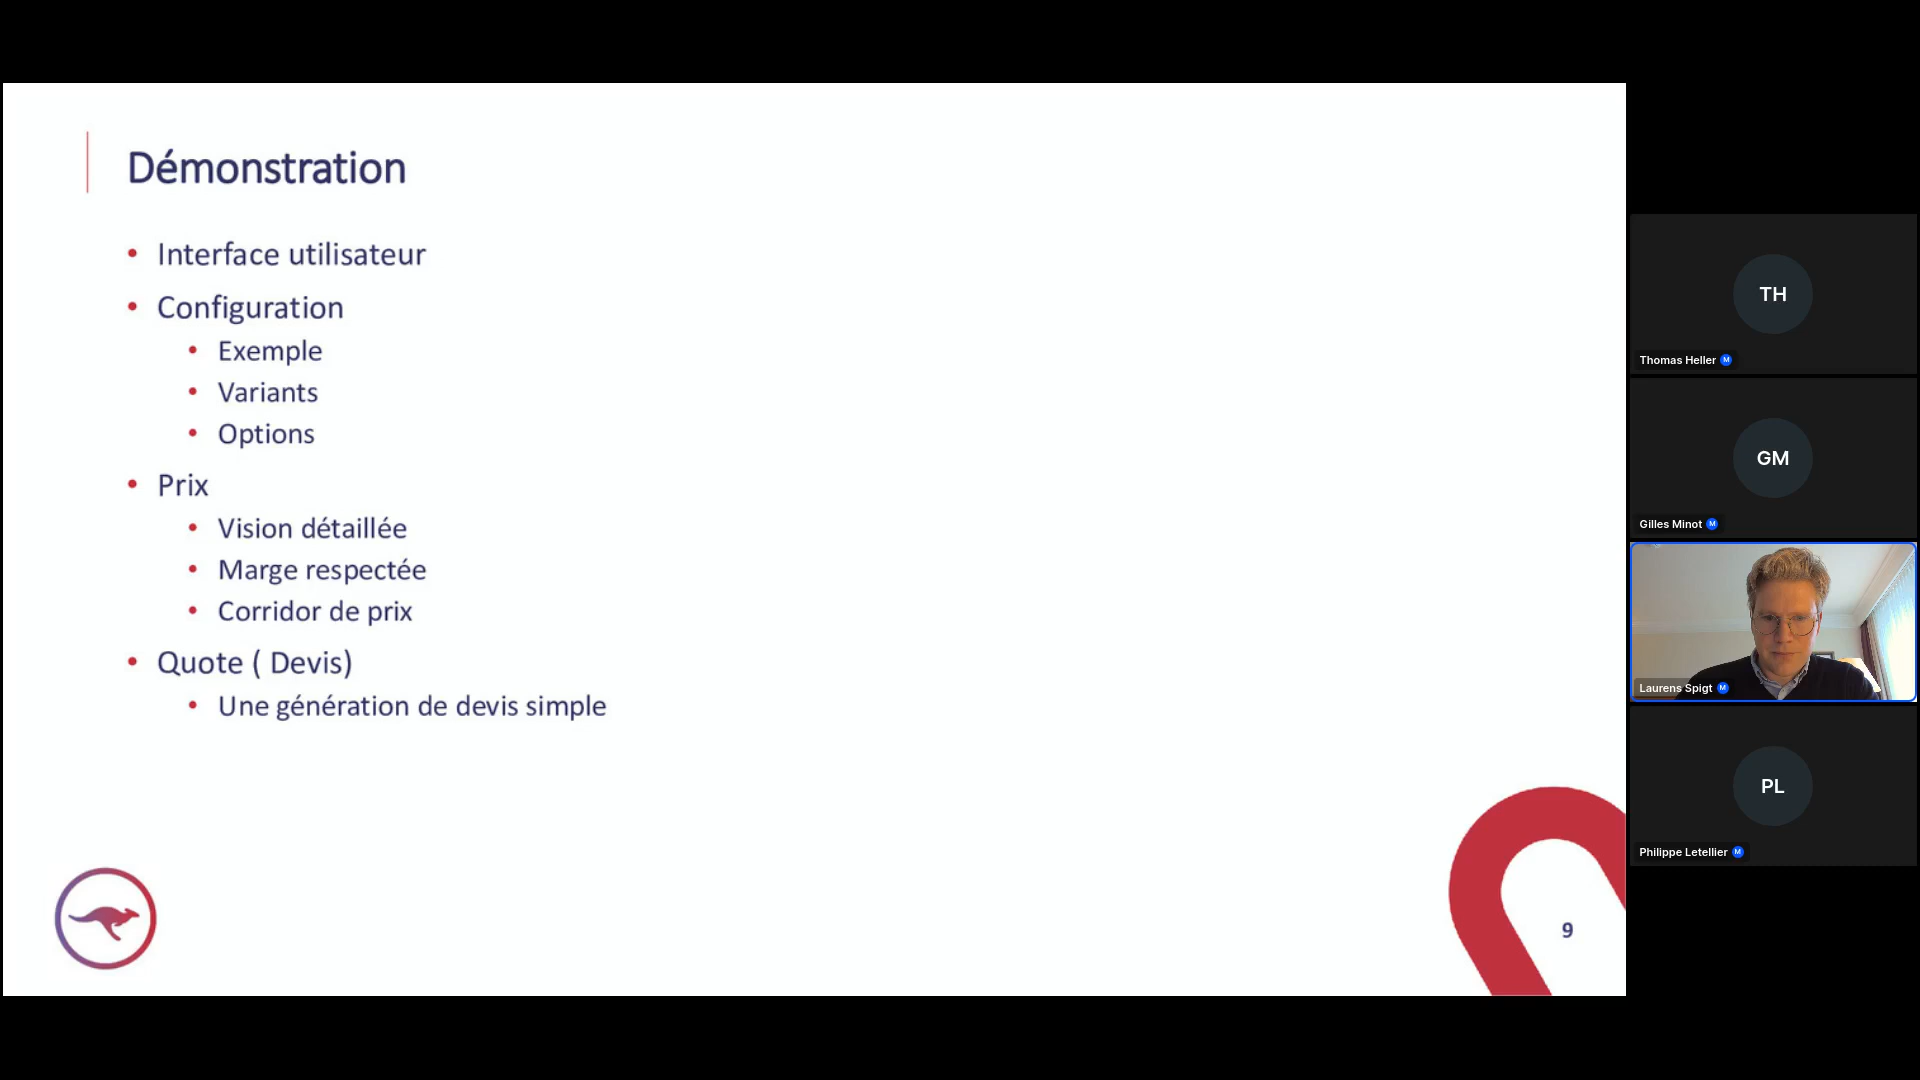 Démonstration
• Interface utilisateur
• Configuration
• Exemple
• Variants
• Options
• Prix
• Vision détaillée
• Marge respectée
• Corridor de prix
• Quote ( Devis)
• Une génération de devis simple
9
TH
Thomas Heller M
GM
Gilles Minot M
Laurens Spigt M
PL
Philippe Letellier M